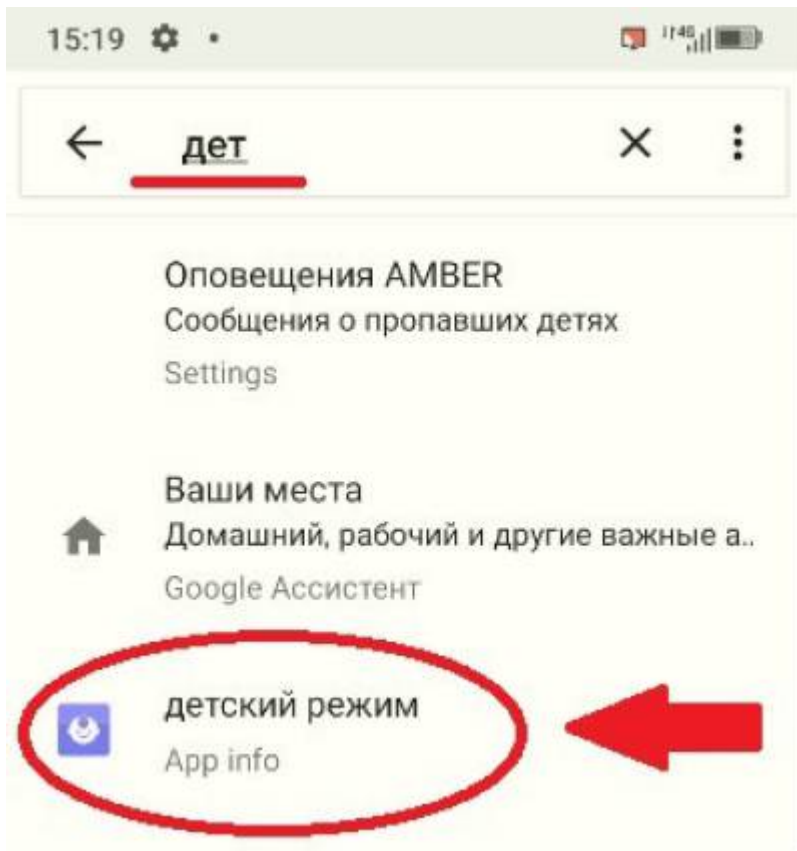 15:19
4G
дет
Оповещения AMBER
Сообщения о пропавших детях
Settings
Ваши места
Домашний, рабочий и другие важные а..
Google Ассистент
детский режим
App info